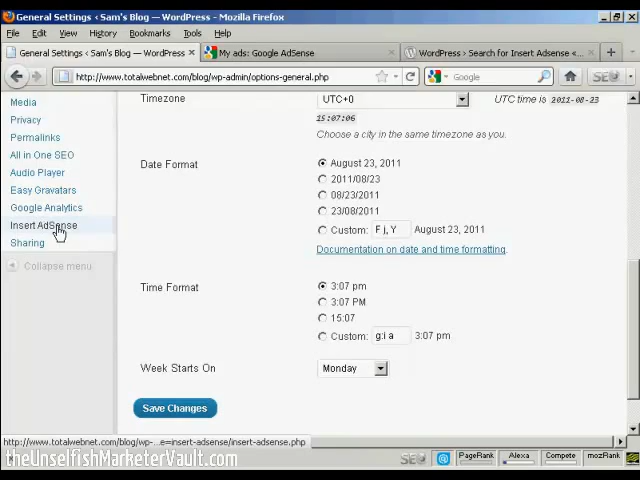 General Settings ‹ Sam's Blog — WordPress - Mozilla Firefox
File Edit View History Bookmarks Tools Help
General Settings ‹ Sam's Blog — WordPress × My ads: Google AdSense × WordPress › Search for Insert Adsense «... ×
http://www.totalwebnet.com/blog/wp-admin/options-general.php
Google
Media
Privacy
Permalinks
All in One SEO
Audio Player
Easy Gravatars
Google Analytics
Insert AdSense
Sharing
Collapse menu
Timezone UTC+0 UTC time is 2011-08-23
15:07:06
Choose a city in the same timezone as you.
Date Format August 23, 2011
2011/08/23
08/23/2011
23/08/2011
Custom: F j, Y August 23, 2011
Documentation on date and time formatting.
Time Format 3:07 pm
3:07 PM
15:07
Custom: g:i a 3:07 pm
Week Starts On Monday
Save Changes
http://www.totalwebnet.com/blog/wp-...e=insert-adsense/insert-adsense.php
theUnselfishMarketerVault.com
PageRank Alexa Compete mozRank